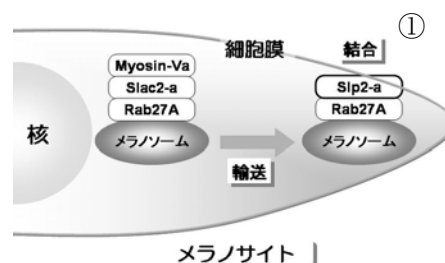 ①
細胞膜
結合
Myosin-Va
Slac2-a
Rab27A
メラノソーム
Slp2-a
Rab27A
メラノソーム
核
輸送
メラノサイト